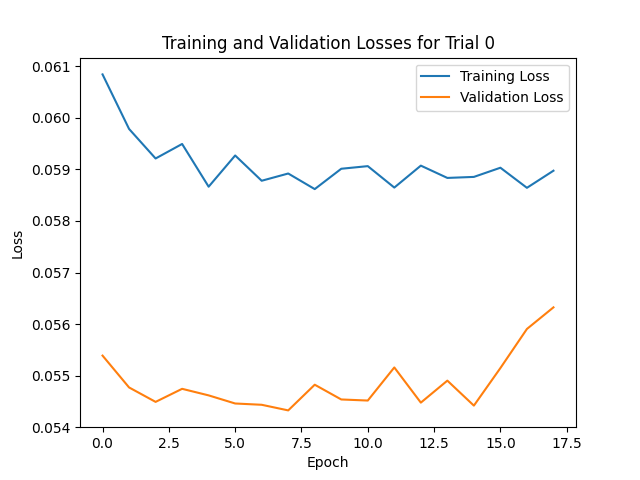 Training and Validation Losses for Trial 0
0.061
0.060
0.059
0.058
0.057
0.056
0.055
0.054
Loss
Training Loss
Validation Loss
0.0 2.5 5.0 7.5 10.0 12.5 15.0 17.5
Epoch